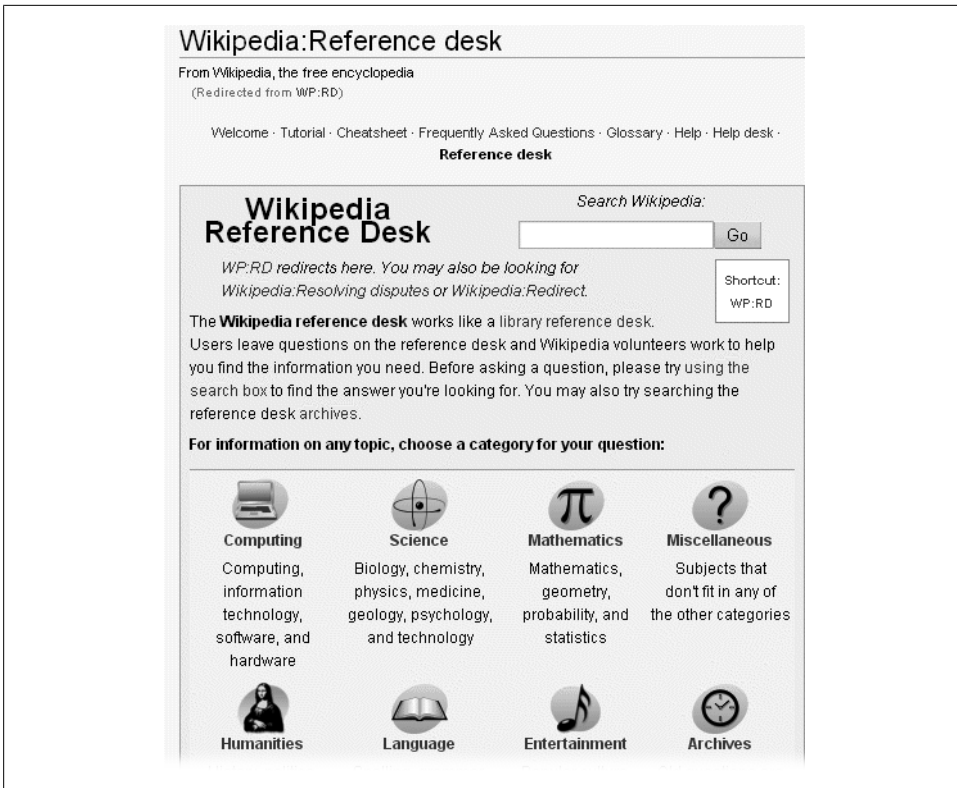 Wikipedia:Reference desk
From Wikipedia, the free encyclopedia
(Redirected from WP:RD)
Welcome · Tutorial · Cheatsheet · Frequently Asked Questions · Glossary · Help · Help desk ·
Reference desk
Wikipedia
Reference Desk
Search Wikipedia:
Go
WP:RD redirects here. You may also be looking for
Wikipedia:Resolving disputes or Wikipedia:Redirect.
Shortcut:
WP:RD
The Wikipedia reference desk works like a library reference desk.
Users leave questions on the reference desk and Wikipedia volunteers work to help
you find the information you need. Before asking a question, please try using the
search box to find the answer you're looking for. You may also try searching the
reference desk archives.
For information on any topic, choose a category for your question:
π
?
Computing
Science
Mathematics
Miscellaneous
Computing,
information
technology,
software, and
hardware
Biology, chemistry,
physics, medicine,
geology, psychology,
and technology
Mathematics,
geometry,
probability, and
statistics
Subjects that
don't fit in any of
the other categories
Humanities
Language
Entertainment
Archives